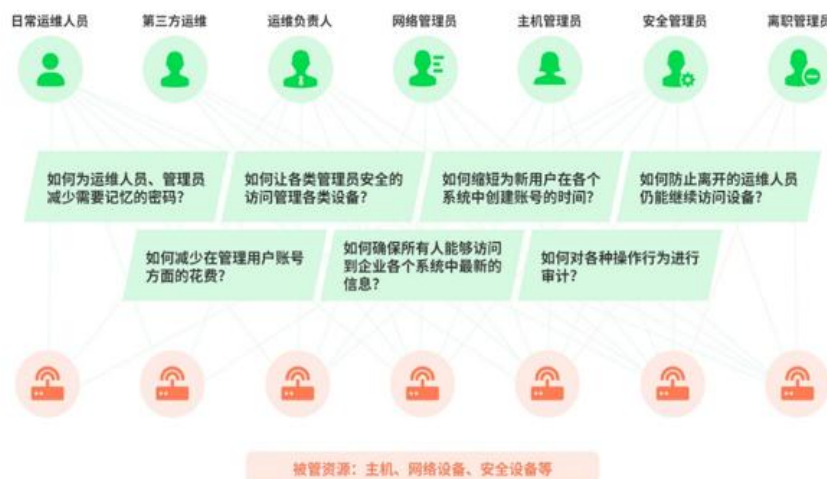 日常运维人员 第三方运维 运维负责人 网络管理员 主机管理员 安全管理员 离职管理员
如何为运维人员、管理员
减少需要记忆的密码？
如何让各类管理员安全的
访问管理各类设备？
如何缩短为新用户在各个
系统中创建账号的时间？
如何防止离开的运维人员
仍能继续访问设备？
如何减少在管理用户账号
方面的花费？
如何确保所有人能够访问
到企业各个系统中最新的
信息？
如何对各种操作行为进行
审计？
被管资源：主机、网络设备、安全设备等